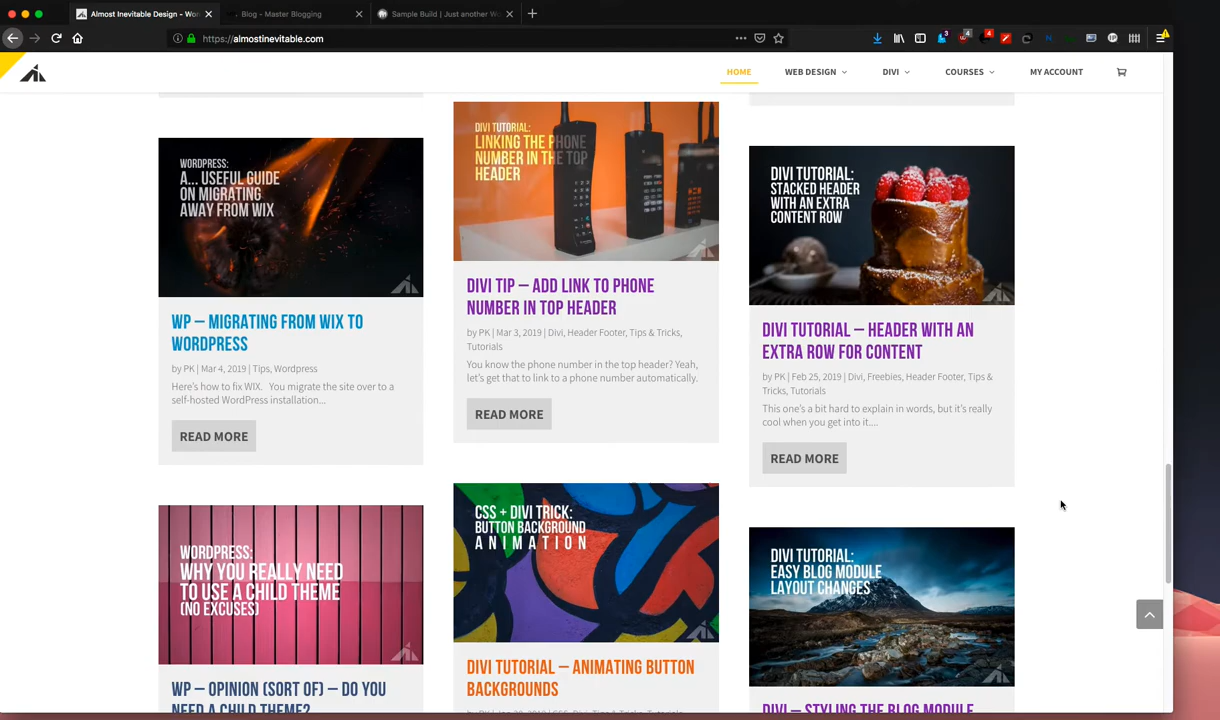 Almost Inevitable Design - Wo
Blog - Master Blogging
Sample Build | Just another W
https://almostinevitable.com
HOME
WEB DESIGN
DIVI
COURSES
MY ACCOUNT
WORDPRESS:
A... USEFUL GUIDE
ON MIGRATING
AWAY FROM WIX
WP – MIGRATING FROM WIX TO
WORDPRESS
by PK | Mar 4, 2019 | Tips, Wordpress
Here's how to fix WIX. You migrate the site over to a
self-hosted WordPress installation...
READ MORE
DIVI TUTORIAL:
LINKING THE PHONE
NUMBER IN THE TOP
HEADER
DIVI TIP – ADD LINK TO PHONE
NUMBER IN TOP HEADER
by PK | Mar 3, 2019 | Divi, Header Footer, Tips & Tricks,
Tutorials
You know the phone number in the top header? Yeah,
let's get that to link to a phone number automatically.
READ MORE
DIVI TUTORIAL:
STACKED HEADER
WITH AN EXTRA
CONTENT ROW
DIVI TUTORIAL – HEADER WITH AN
EXTRA ROW FOR CONTENT
by PK | Feb 25, 2019 | Divi, Freebies, Header Footer, Tips &
Tricks, Tutorials
This one's a bit hard to explain in words, but it's really
cool when you get into it....
READ MORE
WORDPRESS:
WHY YOU REALLY NEED
TO USE A CHILD THEME
(NO EXCUSES)
WP – OPINION (SORT OF) – DO YOU
NEED A CHILD THEME?
CSS + DIVI TRICK:
BUTTON BACKGROUND
ANIMATION
DIVI TUTORIAL – ANIMATING BUTTON
BACKGROUNDS
DIVI TUTORIAL:
EASY BLOG MODULE
LAYOUT CHANGES
DIVI – STYLING THE BLOG MODULE